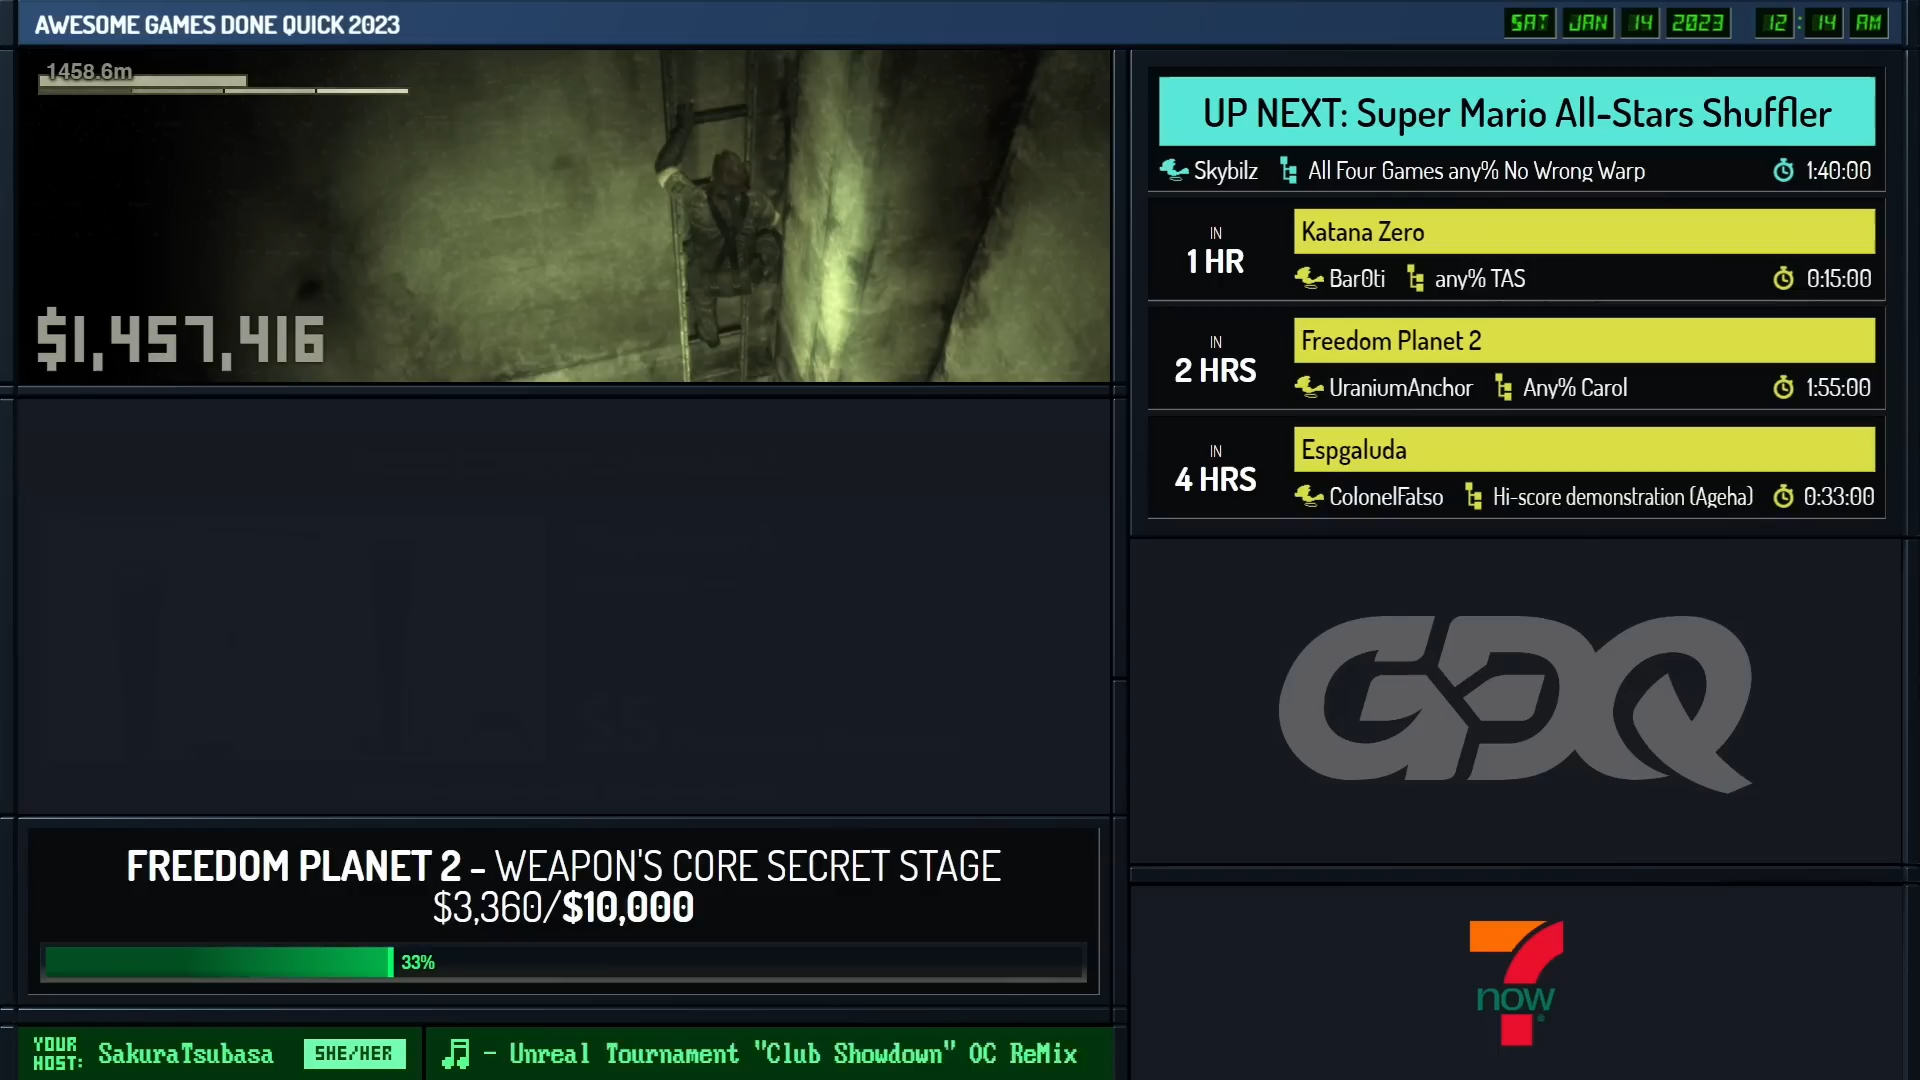 AWESOME GAMES DONE QUICK 2023
SAT JAN 14 2023 12:14 AM
1458.6m
$1,457,416
UP NEXT: Super Mario All-Stars Shuffler
Skybilz All Four Games any% No Wrong Warp 1:40:00
IN 1 HR
Katana Zero
Bar0ti any% TAS 0:15:00
IN 2 HRS
Freedom Planet 2
UraniumAnchor Any% Carol 1:55:00
IN 4 HRS
Espgaluda
ColonelFatso Hi-score demonstration (Ageha) 0:33:00
GDQ
FREEDOM PLANET 2 - WEAPON'S CORE SECRET STAGE
$3,360/$10,000
33%
7 now
YOUR HOST: SakuraTsubasa SHE/HER
- Unreal Tournament "Club Showdown" OC ReMix